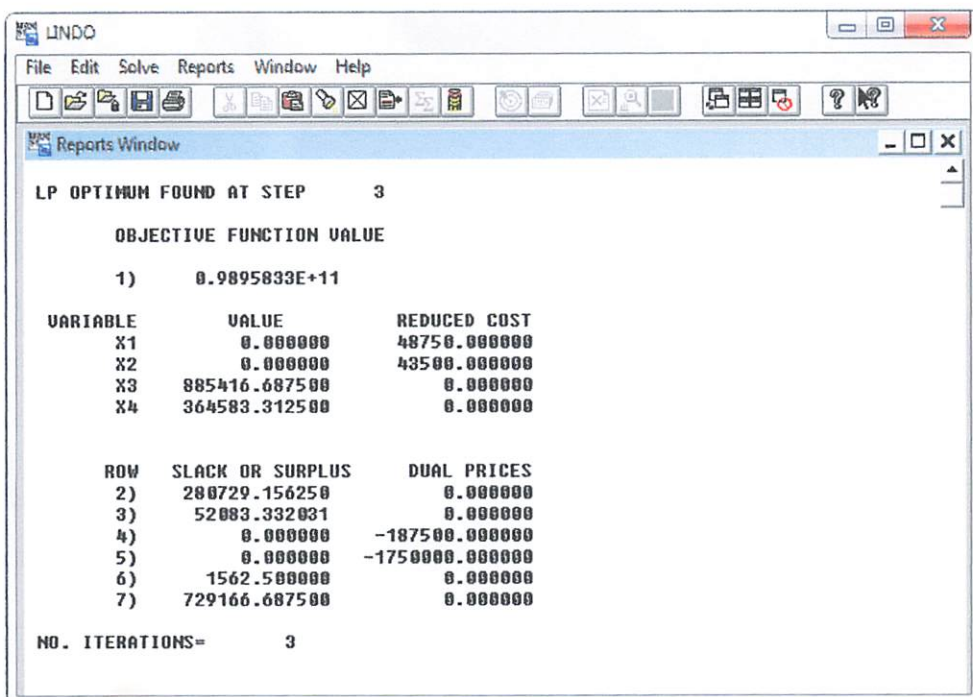 LINDO
File Edit Solve Reports Window Help
Reports Window
LP OPTIMUM FOUND AT STEP 3
OBJECTIVE FUNCTION VALUE
1) 0.9895833E+11
VARIABLE VALUE REDUCED COST
X1 0.000000 48750.000000
X2 0.000000 43500.000000
X3 885416.687500 0.000000
X4 364583.312500 0.000000
ROW SLACK OR SURPLUS DUAL PRICES
2) 280729.156250 0.000000
3) 52083.332031 0.000000
4) 0.000000 -187500.000000
5) 0.000000 -1750000.000000
6) 1562.500000 0.000000
7) 729166.687500 0.000000
NO. ITERATIONS= 3